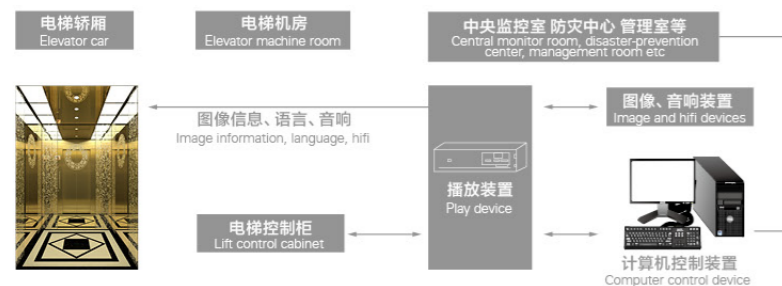 电梯轿厢
Elevator car
电梯机房
Elevator machine room
中央监控室 防灾中心 管理室等
Central monitor room, disaster-prevention
center, management room etc
图像信息、语言、音响
Image information, language, hifi
图像、音响装置
Image and hifi devices
播放装置
Play device
电梯控制柜
Lift control cabinet
计算机控制装置
Computer control device